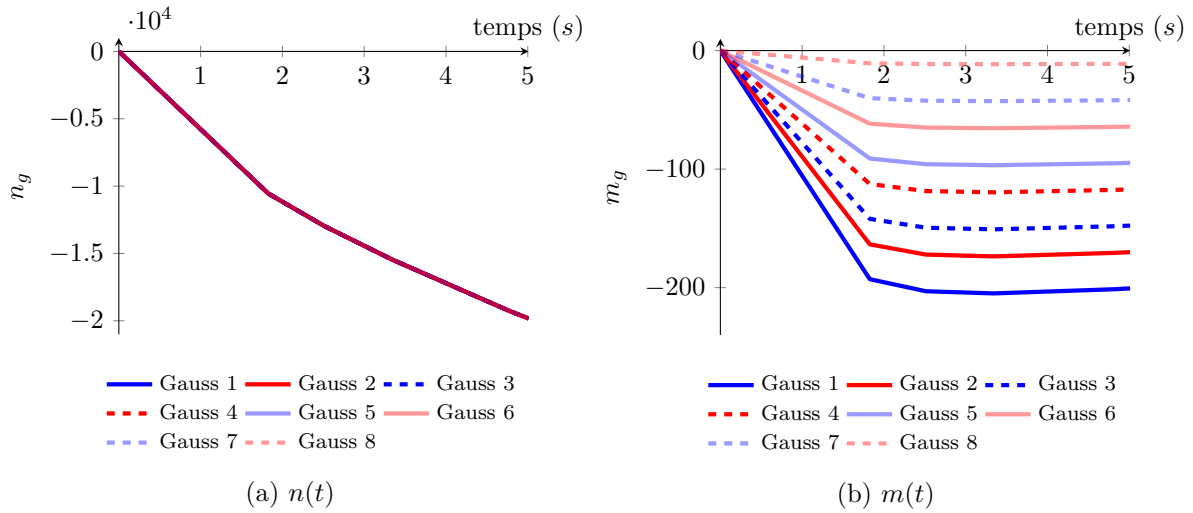 ·10⁴
temps (s)
0
1
2
3
4
5
−0.5
−1
−1.5
−2
n_g
Gauss 1
Gauss 2
Gauss 3
Gauss 4
Gauss 5
Gauss 6
Gauss 7
Gauss 8
(a) n(t)
temps (s)
0
1
2
3
4
5
−100
−200
m_g
Gauss 1
Gauss 2
Gauss 3
Gauss 4
Gauss 5
Gauss 6
Gauss 7
Gauss 8
(b) m(t)